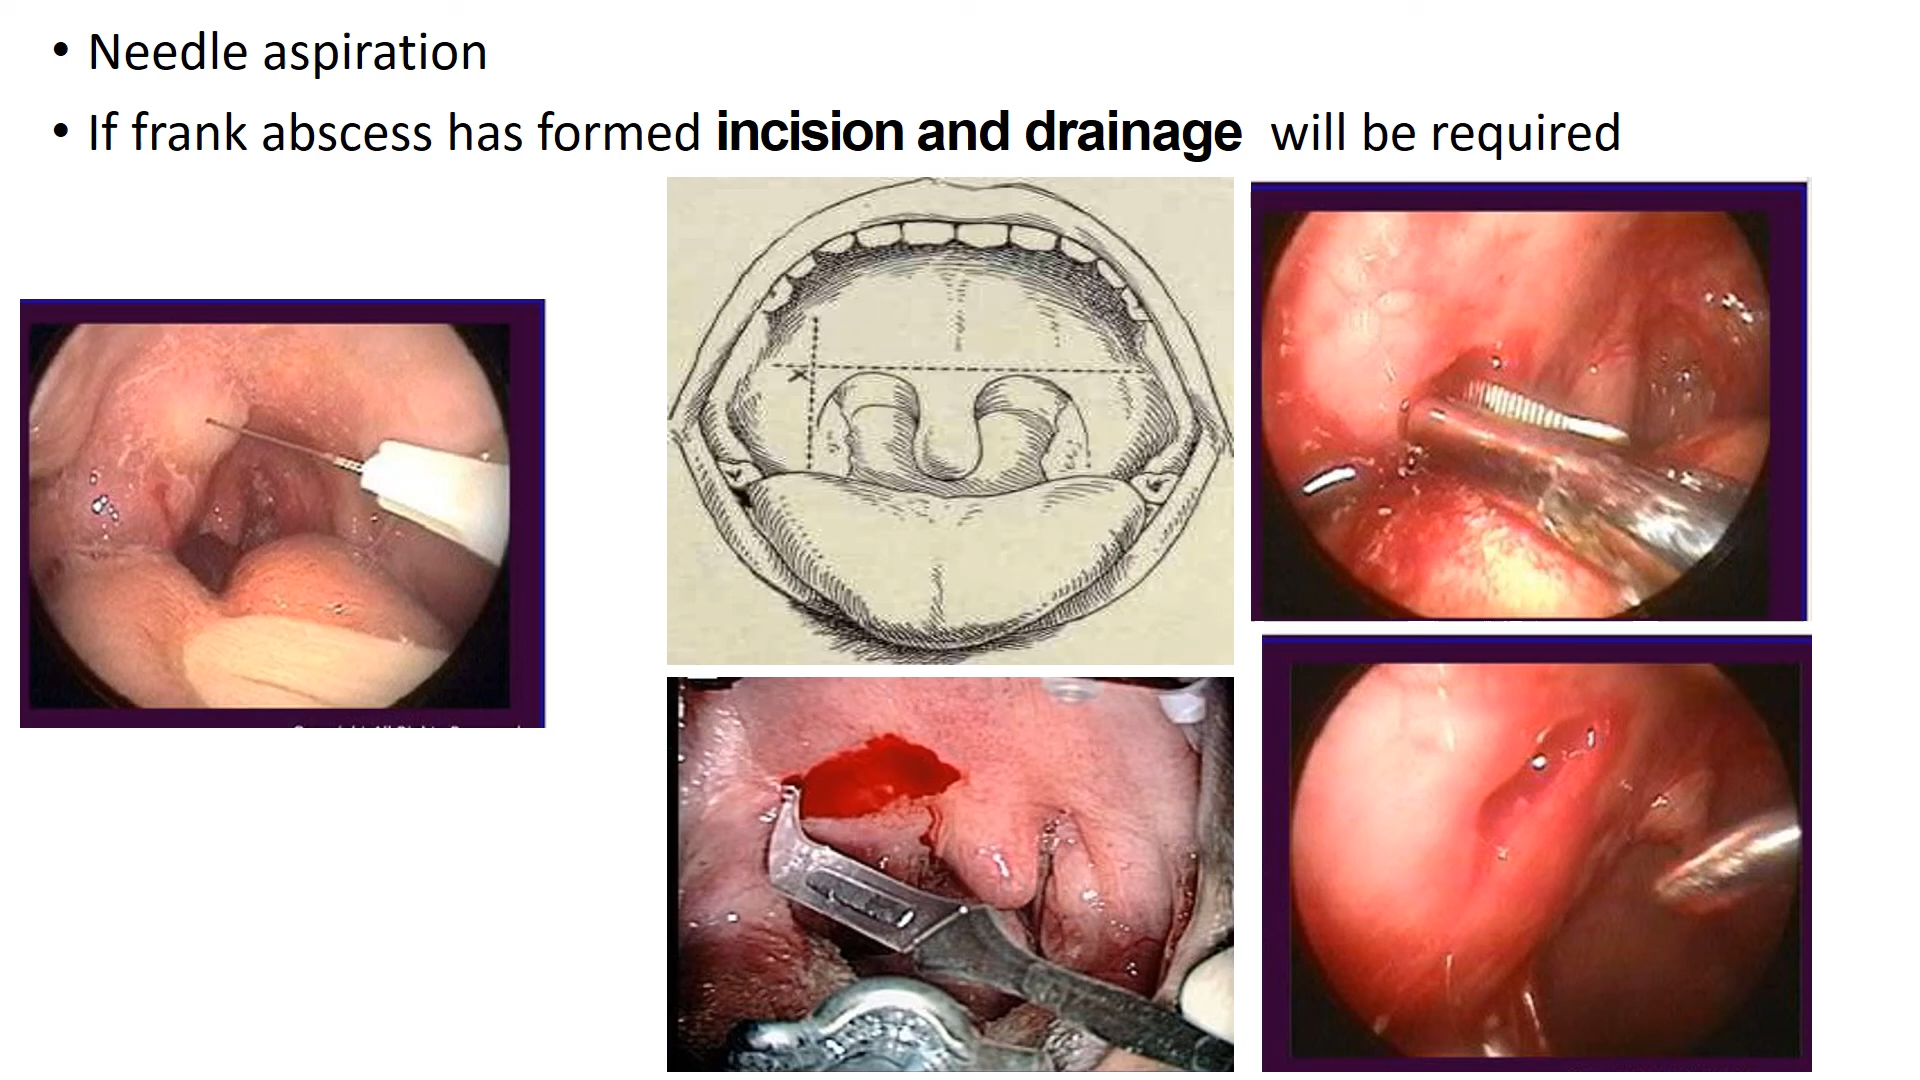 • Needle aspiration
• If frank abscess has formed incision and drainage will be required